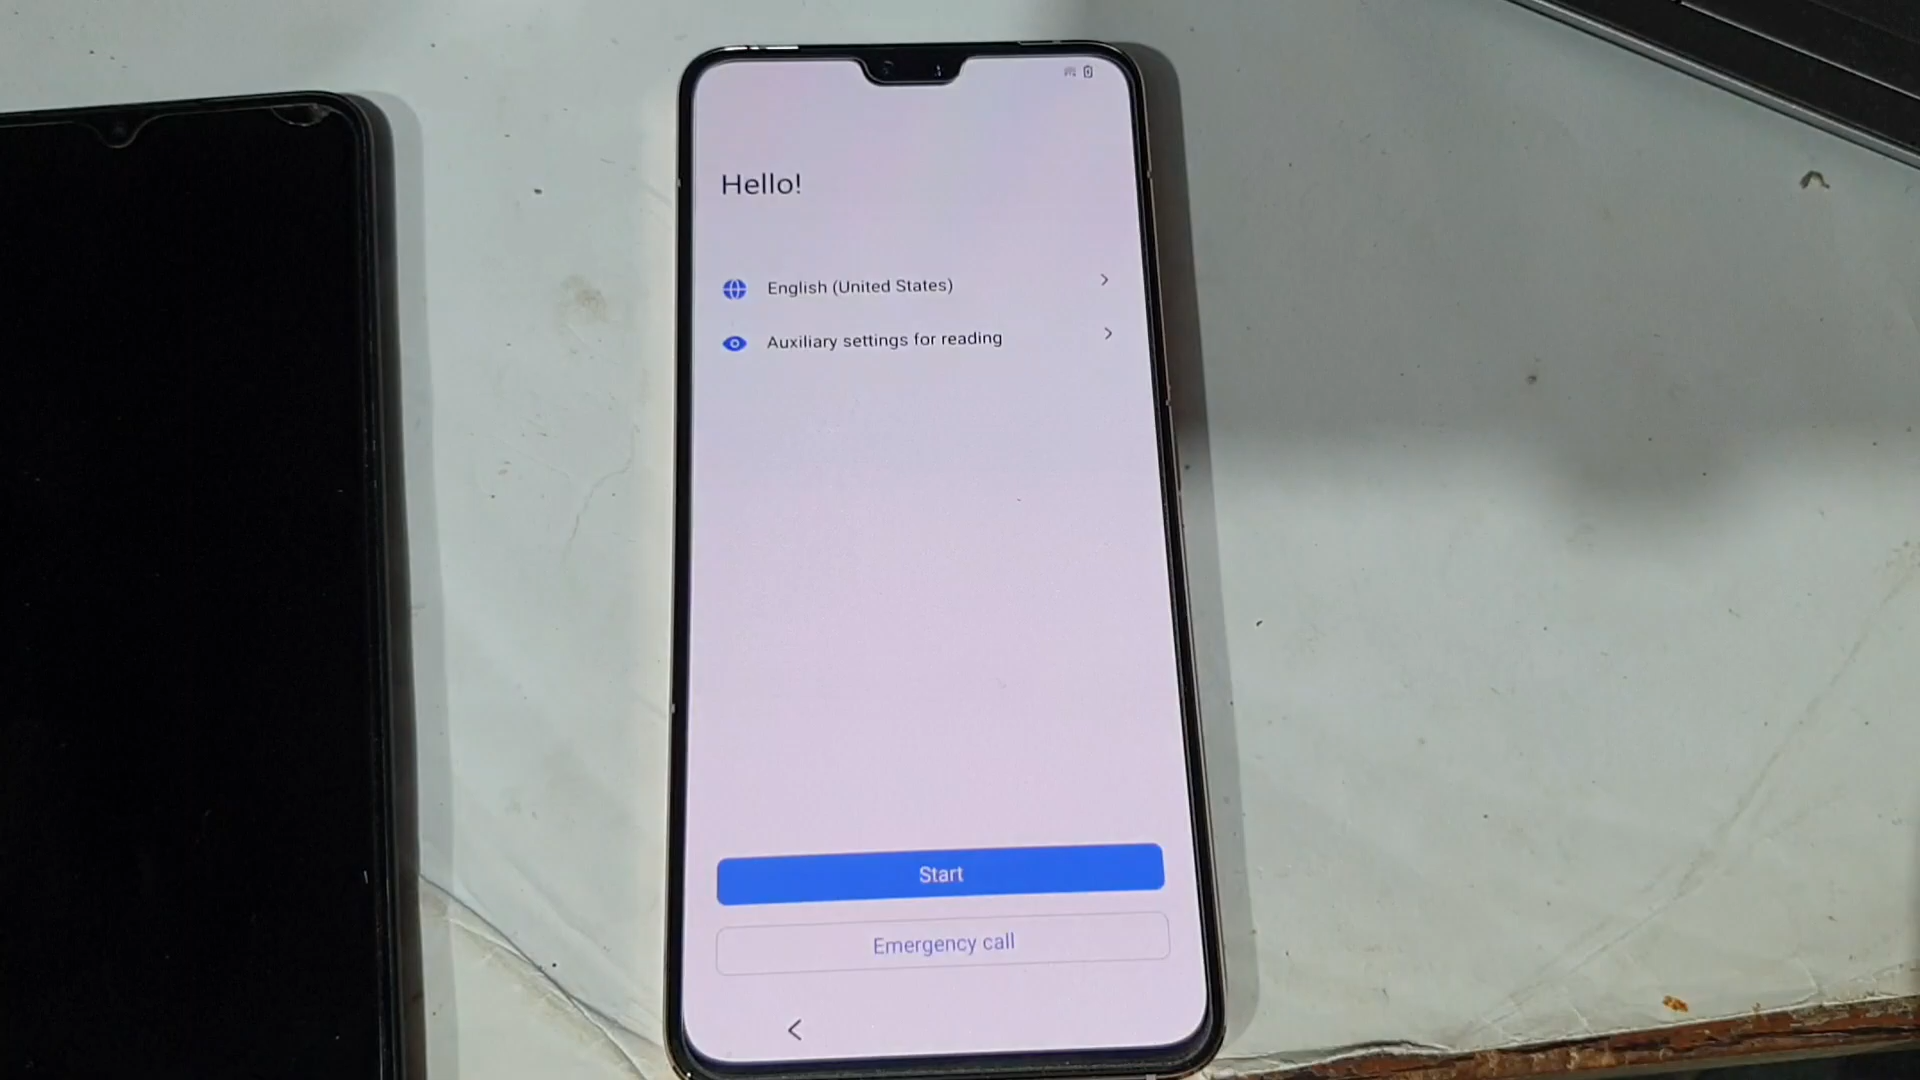 Hello!
English (United States)
Auxiliary settings for reading
Start
Emergency call